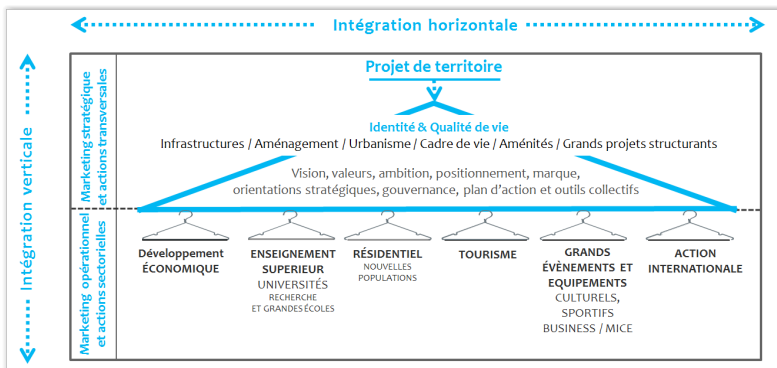 Intégration horizontale
Intégration verticale
Marketing stratégique
et actions transversales
Projet de territoire
Identité & Qualité de vie
Infrastructures / Aménagement / Urbanisme / Cadre de vie / Aménités / Grands projets structurants
Vision, valeurs, ambition, positionnement, marque,
orientations stratégiques, gouvernance, plan d'action et outils collectifs
Marketing opérationnel
et actions sectorielles
Développement
ÉCONOMIQUE
ENSEIGNEMENT
SUPERIEUR
UNIVERSITÉS
RECHERCHE
ET GRANDES ÉCOLES
RÉSIDENTIEL
NOUVELLES
POPULATIONS
TOURISME
GRANDS
ÉVÈNEMENTS ET
EQUIPEMENTS
CULTURELS,
SPORTIFS
BUSINESS / MICE
ACTION
INTERNATIONALE